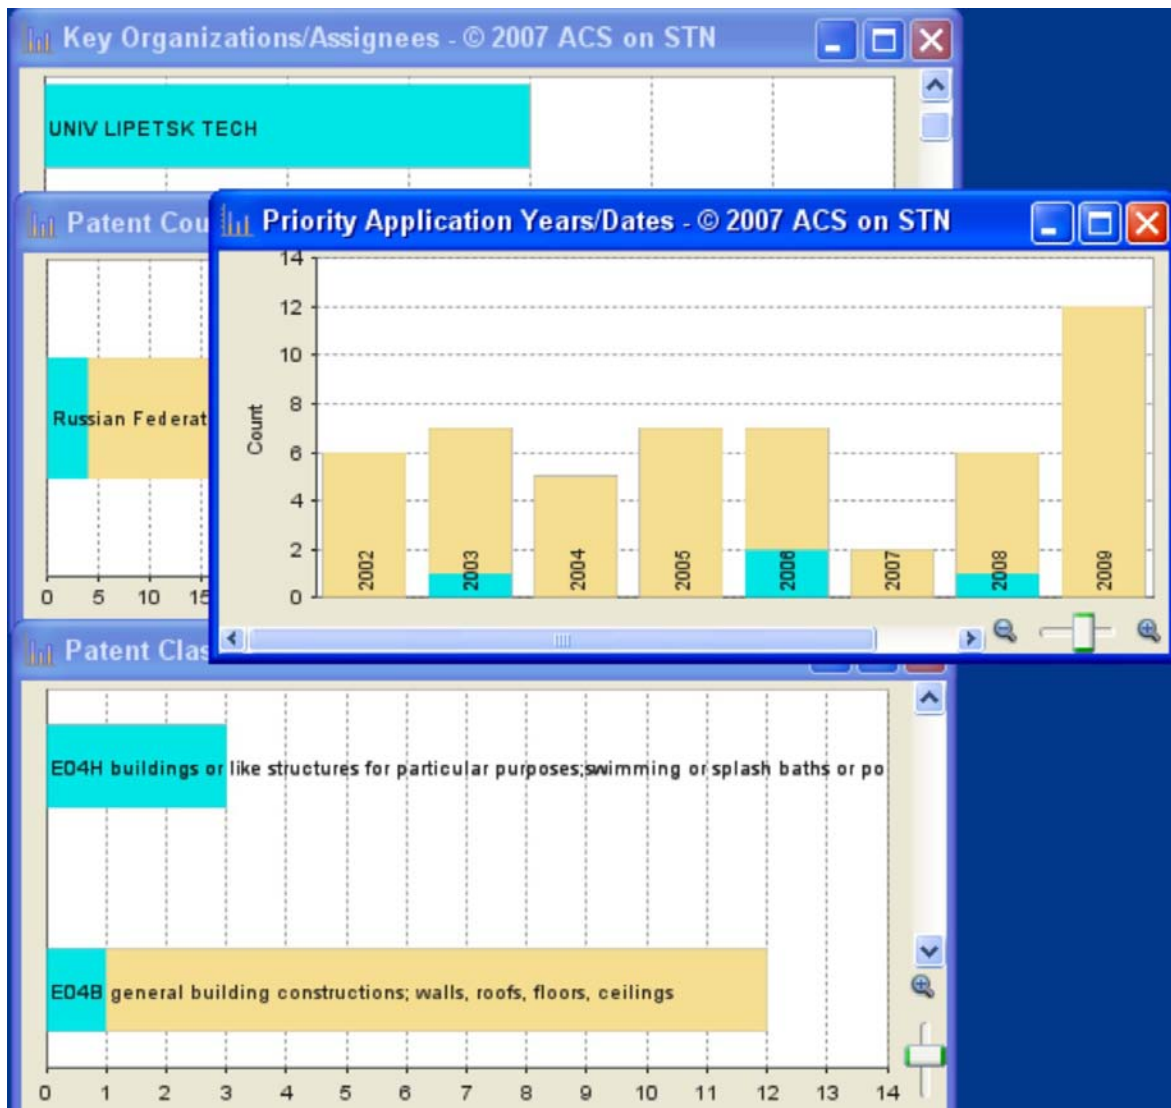 Key Organizations/Assignees - © 2007 ACS on STN
UNIV LIPETSK TECH
Patent Cou
Priority Application Years/Dates - © 2007 ACS on STN
14
12
10
8
6
4
2
0
Count
2002
2003
2004
2005
2006
2007
2008
2009
Russian Federat
0 5 10 15
Patent Clas
E04H buildings or like structures for particular purposes;swimming or splash baths or po
E04B general building constructions; walls, roofs, floors, ceilings
0 1 2 3 4 5 6 7 8 9 10 11 12 13 14